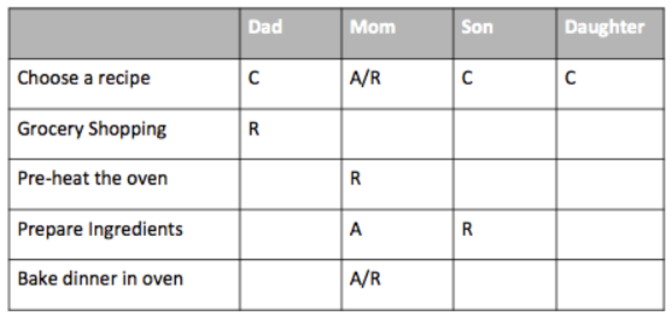 Dad Mom Son Daughter
Choose a recipe C A/R C C
Grocery Shopping R
Pre-heat the oven R
Prepare Ingredients A R
Bake dinner in oven A/R